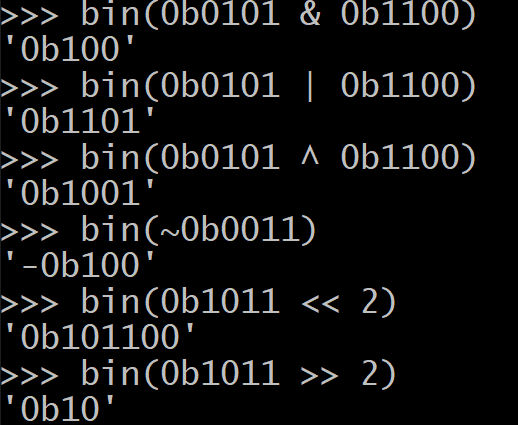 >>> bin(0b0101 & 0b1100)
'0b100'
>>> bin(0b0101 | 0b1100)
'0b1101'
>>> bin(0b0101 ^ 0b1100)
'0b1001'
>>> bin(~0b0011)
'-0b100'
>>> bin(0b1011 << 2)
'0b101100'
>>> bin(0b1011 >> 2)
'0b10'